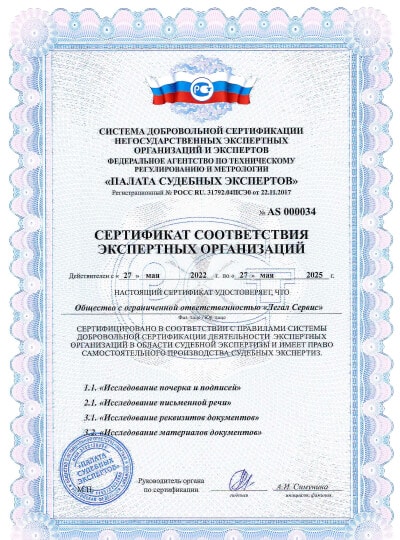 СИСТЕМА ДОБРОВОЛЬНОЙ СЕРТИФИКАЦИИ
НЕГОСУДАРСТВЕННЫХ ЭКСПЕРТНЫХ
ОРГАНИЗАЦИЙ И ЭКСПЕРТОВ
ФЕДЕРАЛЬНОЕ АГЕНТСТВО ПО ТЕХНИЧЕСКОМУ
РЕГУЛИРОВАНИЮ И МЕТРОЛОГИИ
«ПАЛАТА СУДЕБНЫХ ЭКСПЕРТОВ»
Регистрационный № РОСС RU. 31792.04ПСЭ0 от 22.11.2017
№ AS 000034
СЕРТИФИКАТ СООТВЕТСТВИЯ
ЭКСПЕРТНЫХ ОРГАНИЗАЦИЙ
Действителен с « 27 » мая 2022 г. по « 27 » мая 2025 г.
НАСТОЯЩИЙ СЕРТИФИКАТ УДОСТОВЕРЯЕТ, ЧТО
Общество с ограниченной ответственностью «Легал Сервис»
Физ. лицо / Юр. лицо
СЕРТИФИЦИРОВАНО В СООТВЕТСТВИИ С ПРАВИЛАМИ СИСТЕМЫ
ДОБРОВОЛЬНОЙ СЕРТИФИКАЦИИ ДЕЯТЕЛЬНОСТИ ЭКСПЕРТНЫХ
ОРГАНИЗАЦИЙ В ОБЛАСТИ СУДЕБНОЙ ЭКСПЕРТИЗЫ И ИМЕЕТ ПРАВО
САМОСТОЯТЕЛЬНОГО ПРОИЗВОДСТВА СУДЕБНЫХ ЭКСПЕРТИЗ.
1.1. «Исследование почерка и подписей»
2.1. «Исследование письменной речи»
3.1. «Исследование реквизитов документов»
3.2. «Исследование материалов документов»
«ПАЛАТА
СУДЕБНЫХ
ЭКСПЕРТОВ»
М.П.
Руководитель органа
по сертификации
подпись
А.И. Симунина
инициалы, фамилия